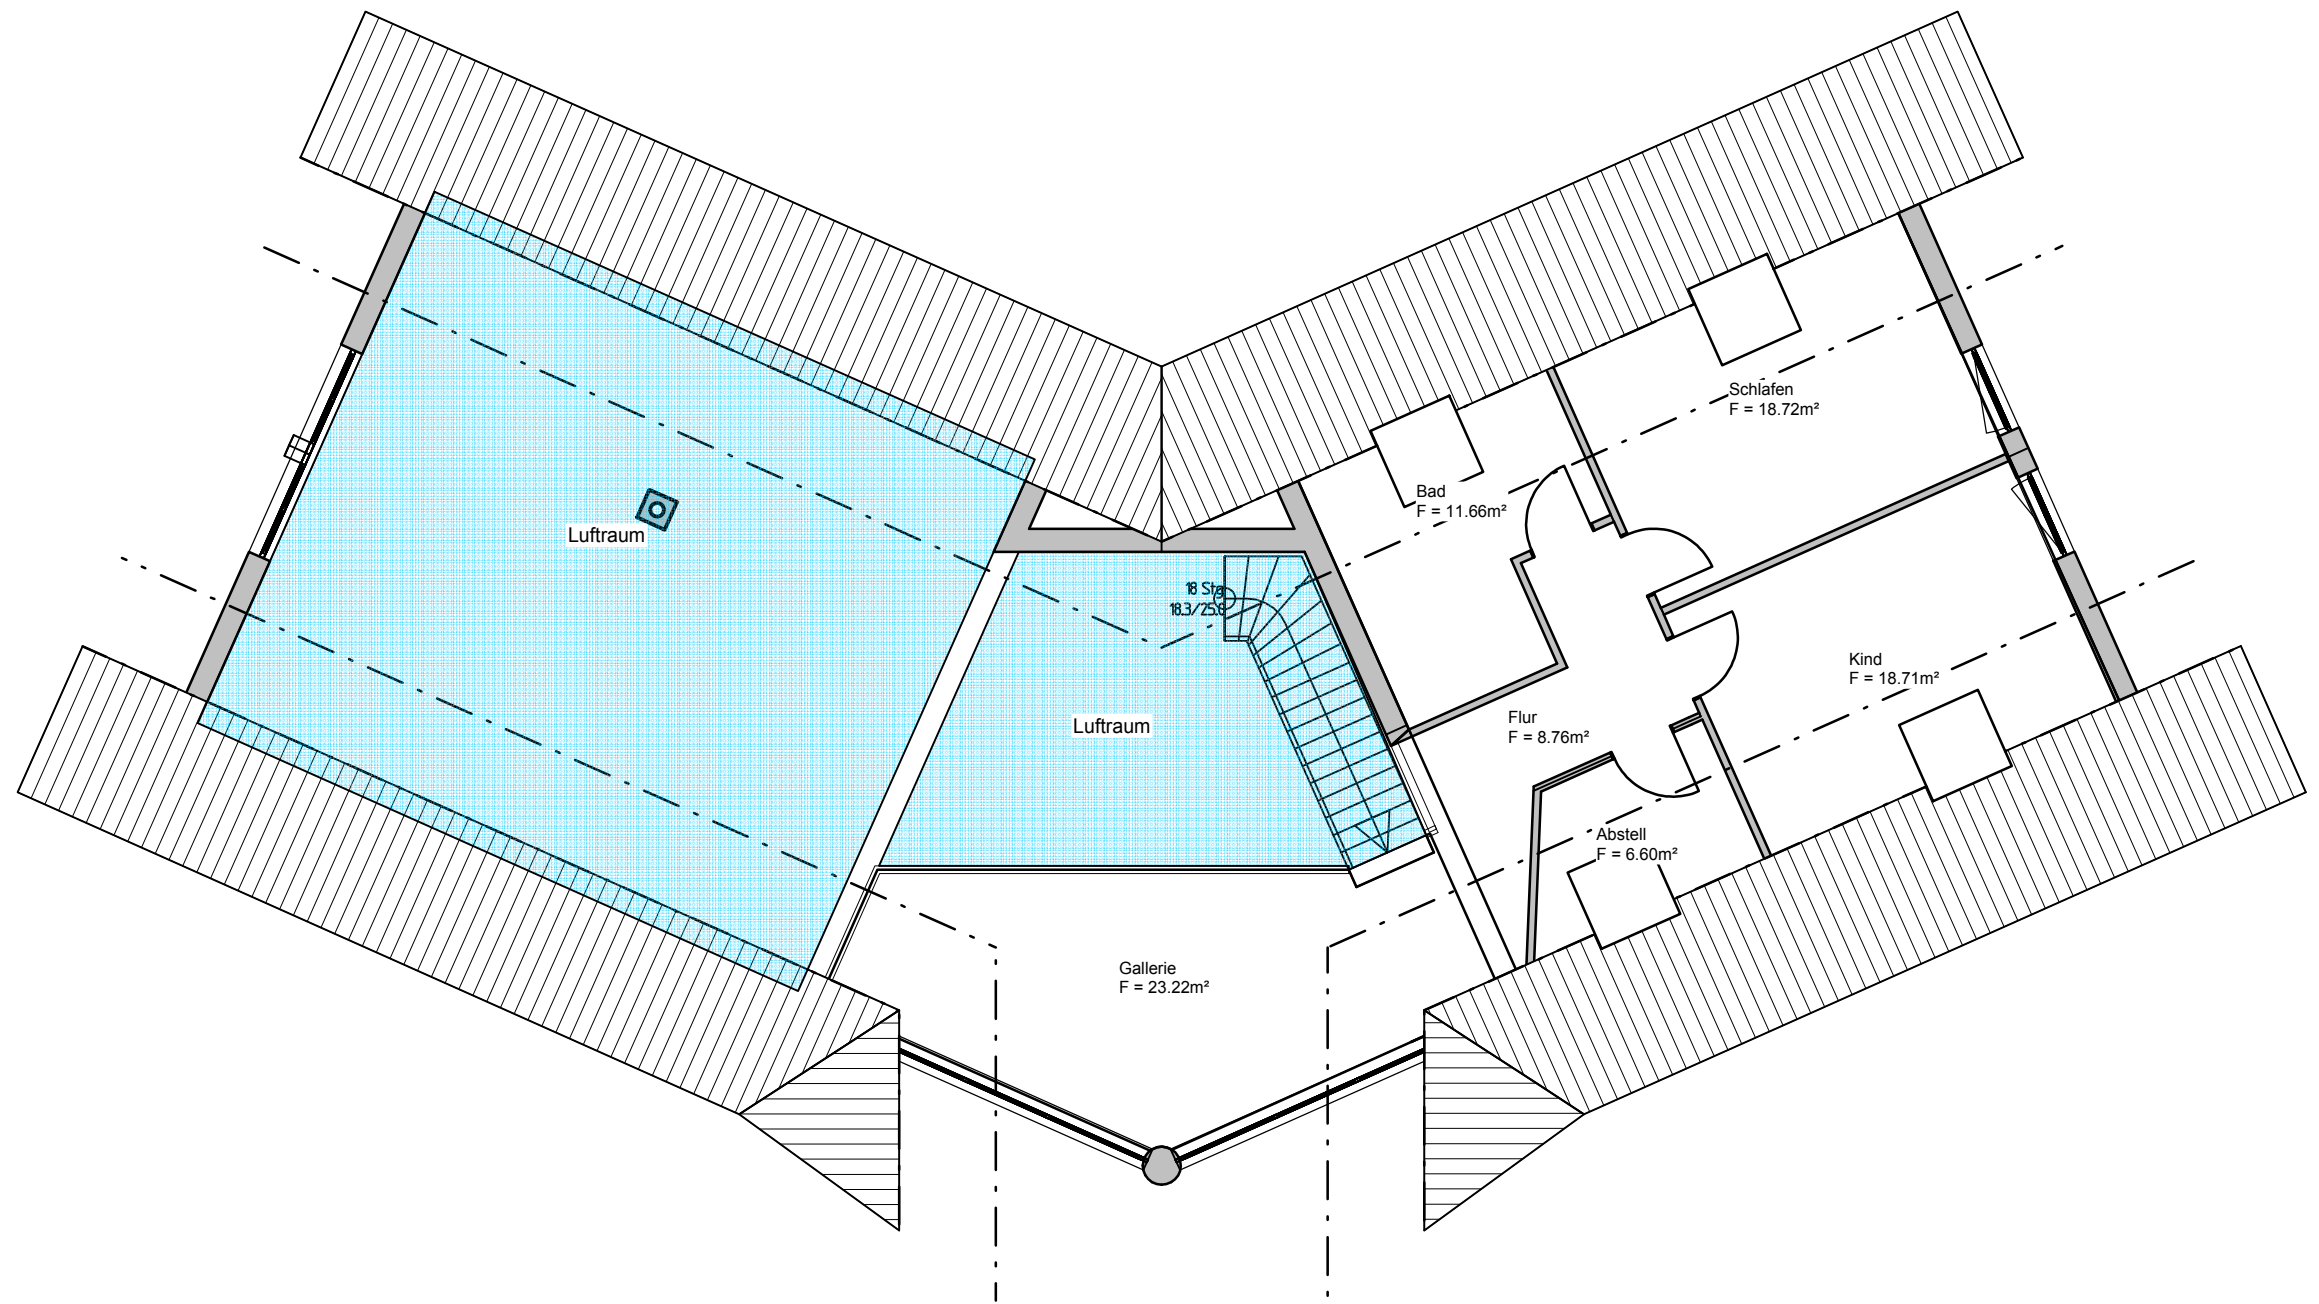 Schlafen
F = 18.72m²
Bad
F = 11.66m²
Luftraum
18 Stg
18.3/25.0
Kind
F = 18.71m²
Luftraum
Flur
F = 8.76m²
Abstell
F = 6.60m²
Gallerie
F = 23.22m²